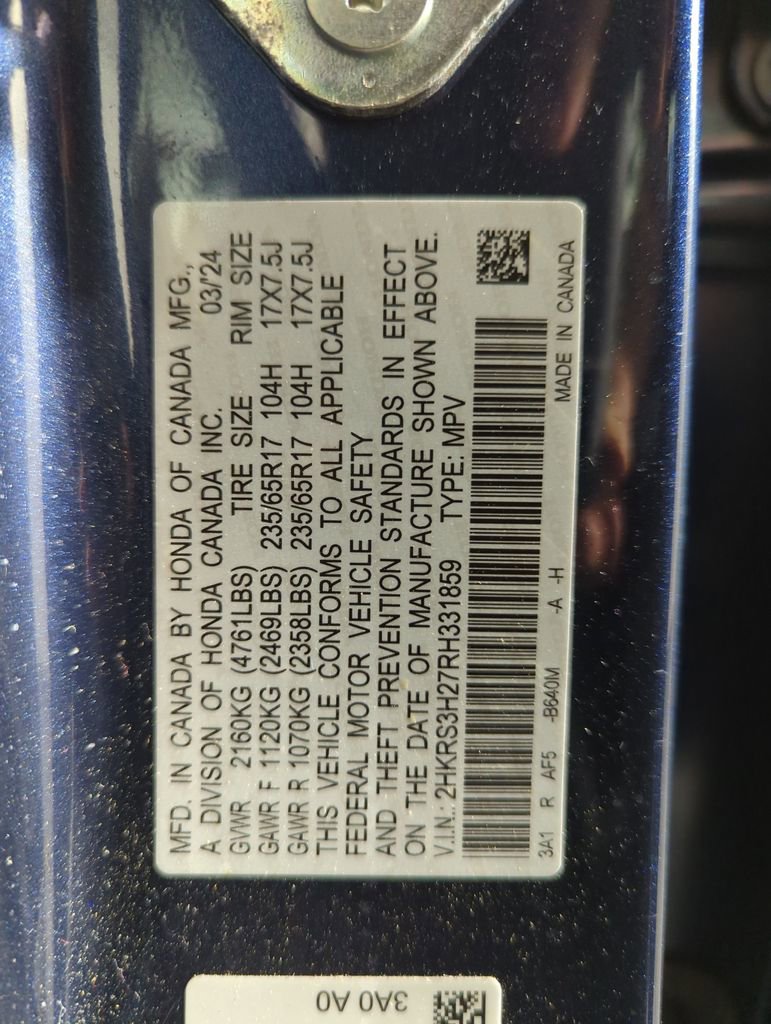 MFD. IN CANADA BY HONDA OF CANADA MFG.,
A DIVISION OF HONDA CANADA INC. 03/'24
GVWR 2160KG (4761LBS) TIRE SIZE RIM SIZE
GAWR F 1120KG (2469LBS) 235/65R17 104H 17X7.5J
GAWR R 1070KG (2358LBS) 235/65R17 104H 17X7.5J
THIS VEHICLE CONFORMS TO ALL APPLICABLE
FEDERAL MOTOR VEHICLE SAFETY
AND THEFT PREVENTION STANDARDS IN EFFECT
ON THE DATE OF MANUFACTURE SHOWN ABOVE.
V.I.N.: 2HKRS3H27RH331859 TYPE: MPV
3A1 R AF5 -B640M -A -H MADE IN CANADA
3A0 A0